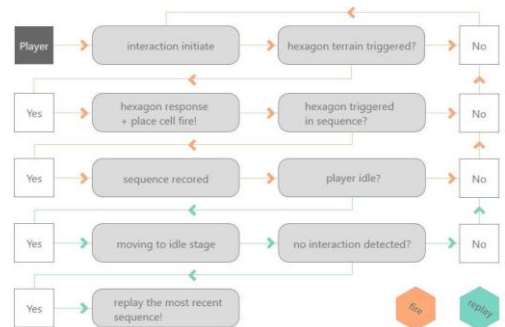 Player
interaction initiate
hexagon terrain triggered?
No
Yes
hexagon response
+ place cell fire!
hexagon triggered
in sequence?
No
Yes
sequence recored
player idle?
No
Yes
moving to idle stage
no interaction detected?
No
Yes
replay the most recent
sequence!
fire
replay